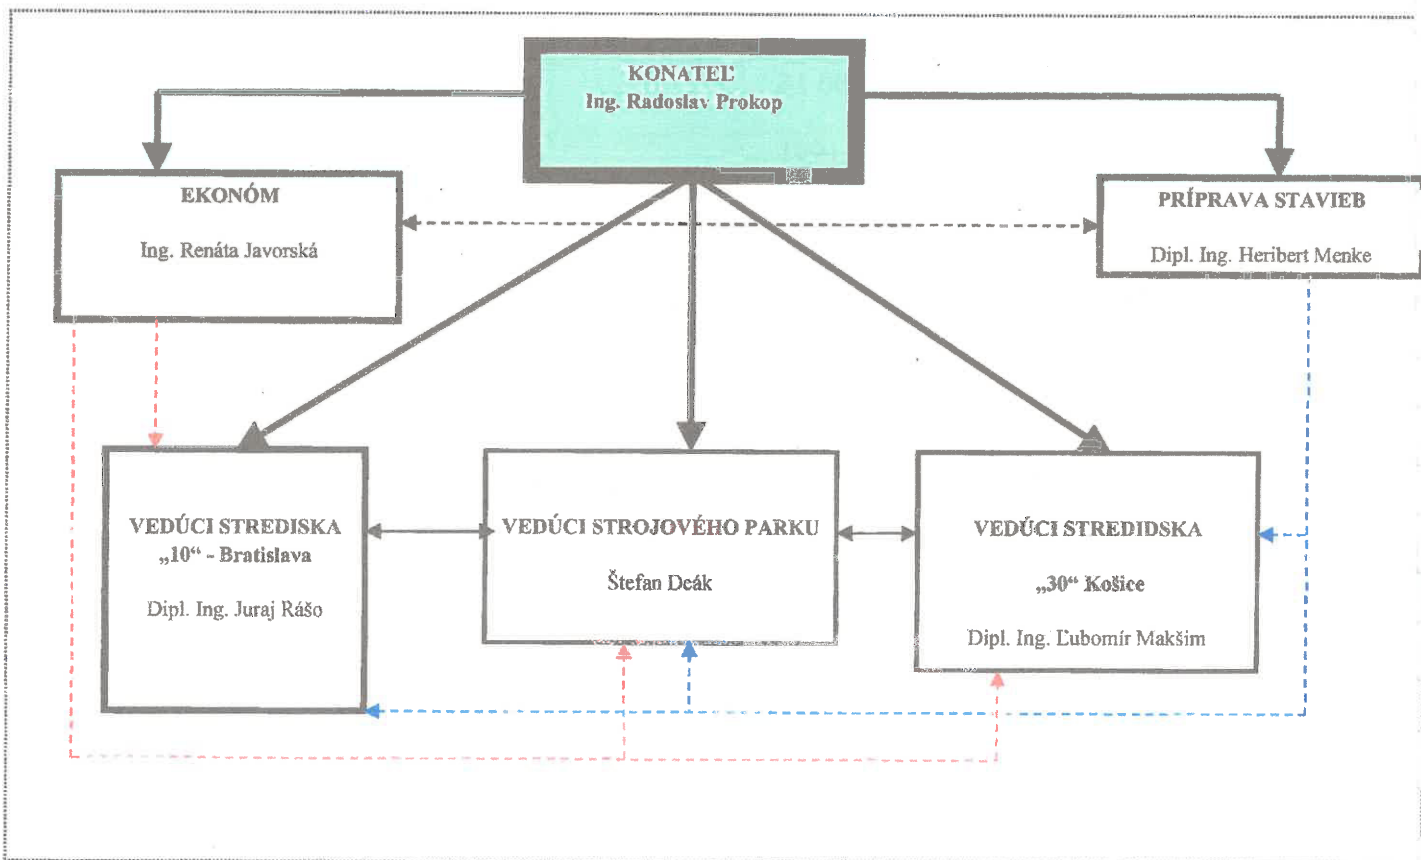 KONATEĽ
Ing. Radoslav Prokop
EKONÓM
Ing. Renáta Javorská
PRÍPRAVA STAVIEB
Dipl. Ing. Heribert Menke
VEDÚCI STREDISKA
„10“ - Bratislava
Dipl. Ing. Juraj Rášo
VEDÚCI STROJOVÉHO PARKU
Štefan Deák
VEDÚCI STREDIDSKA
„30“ Košice
Dipl. Ing. Ľubomír Makšim